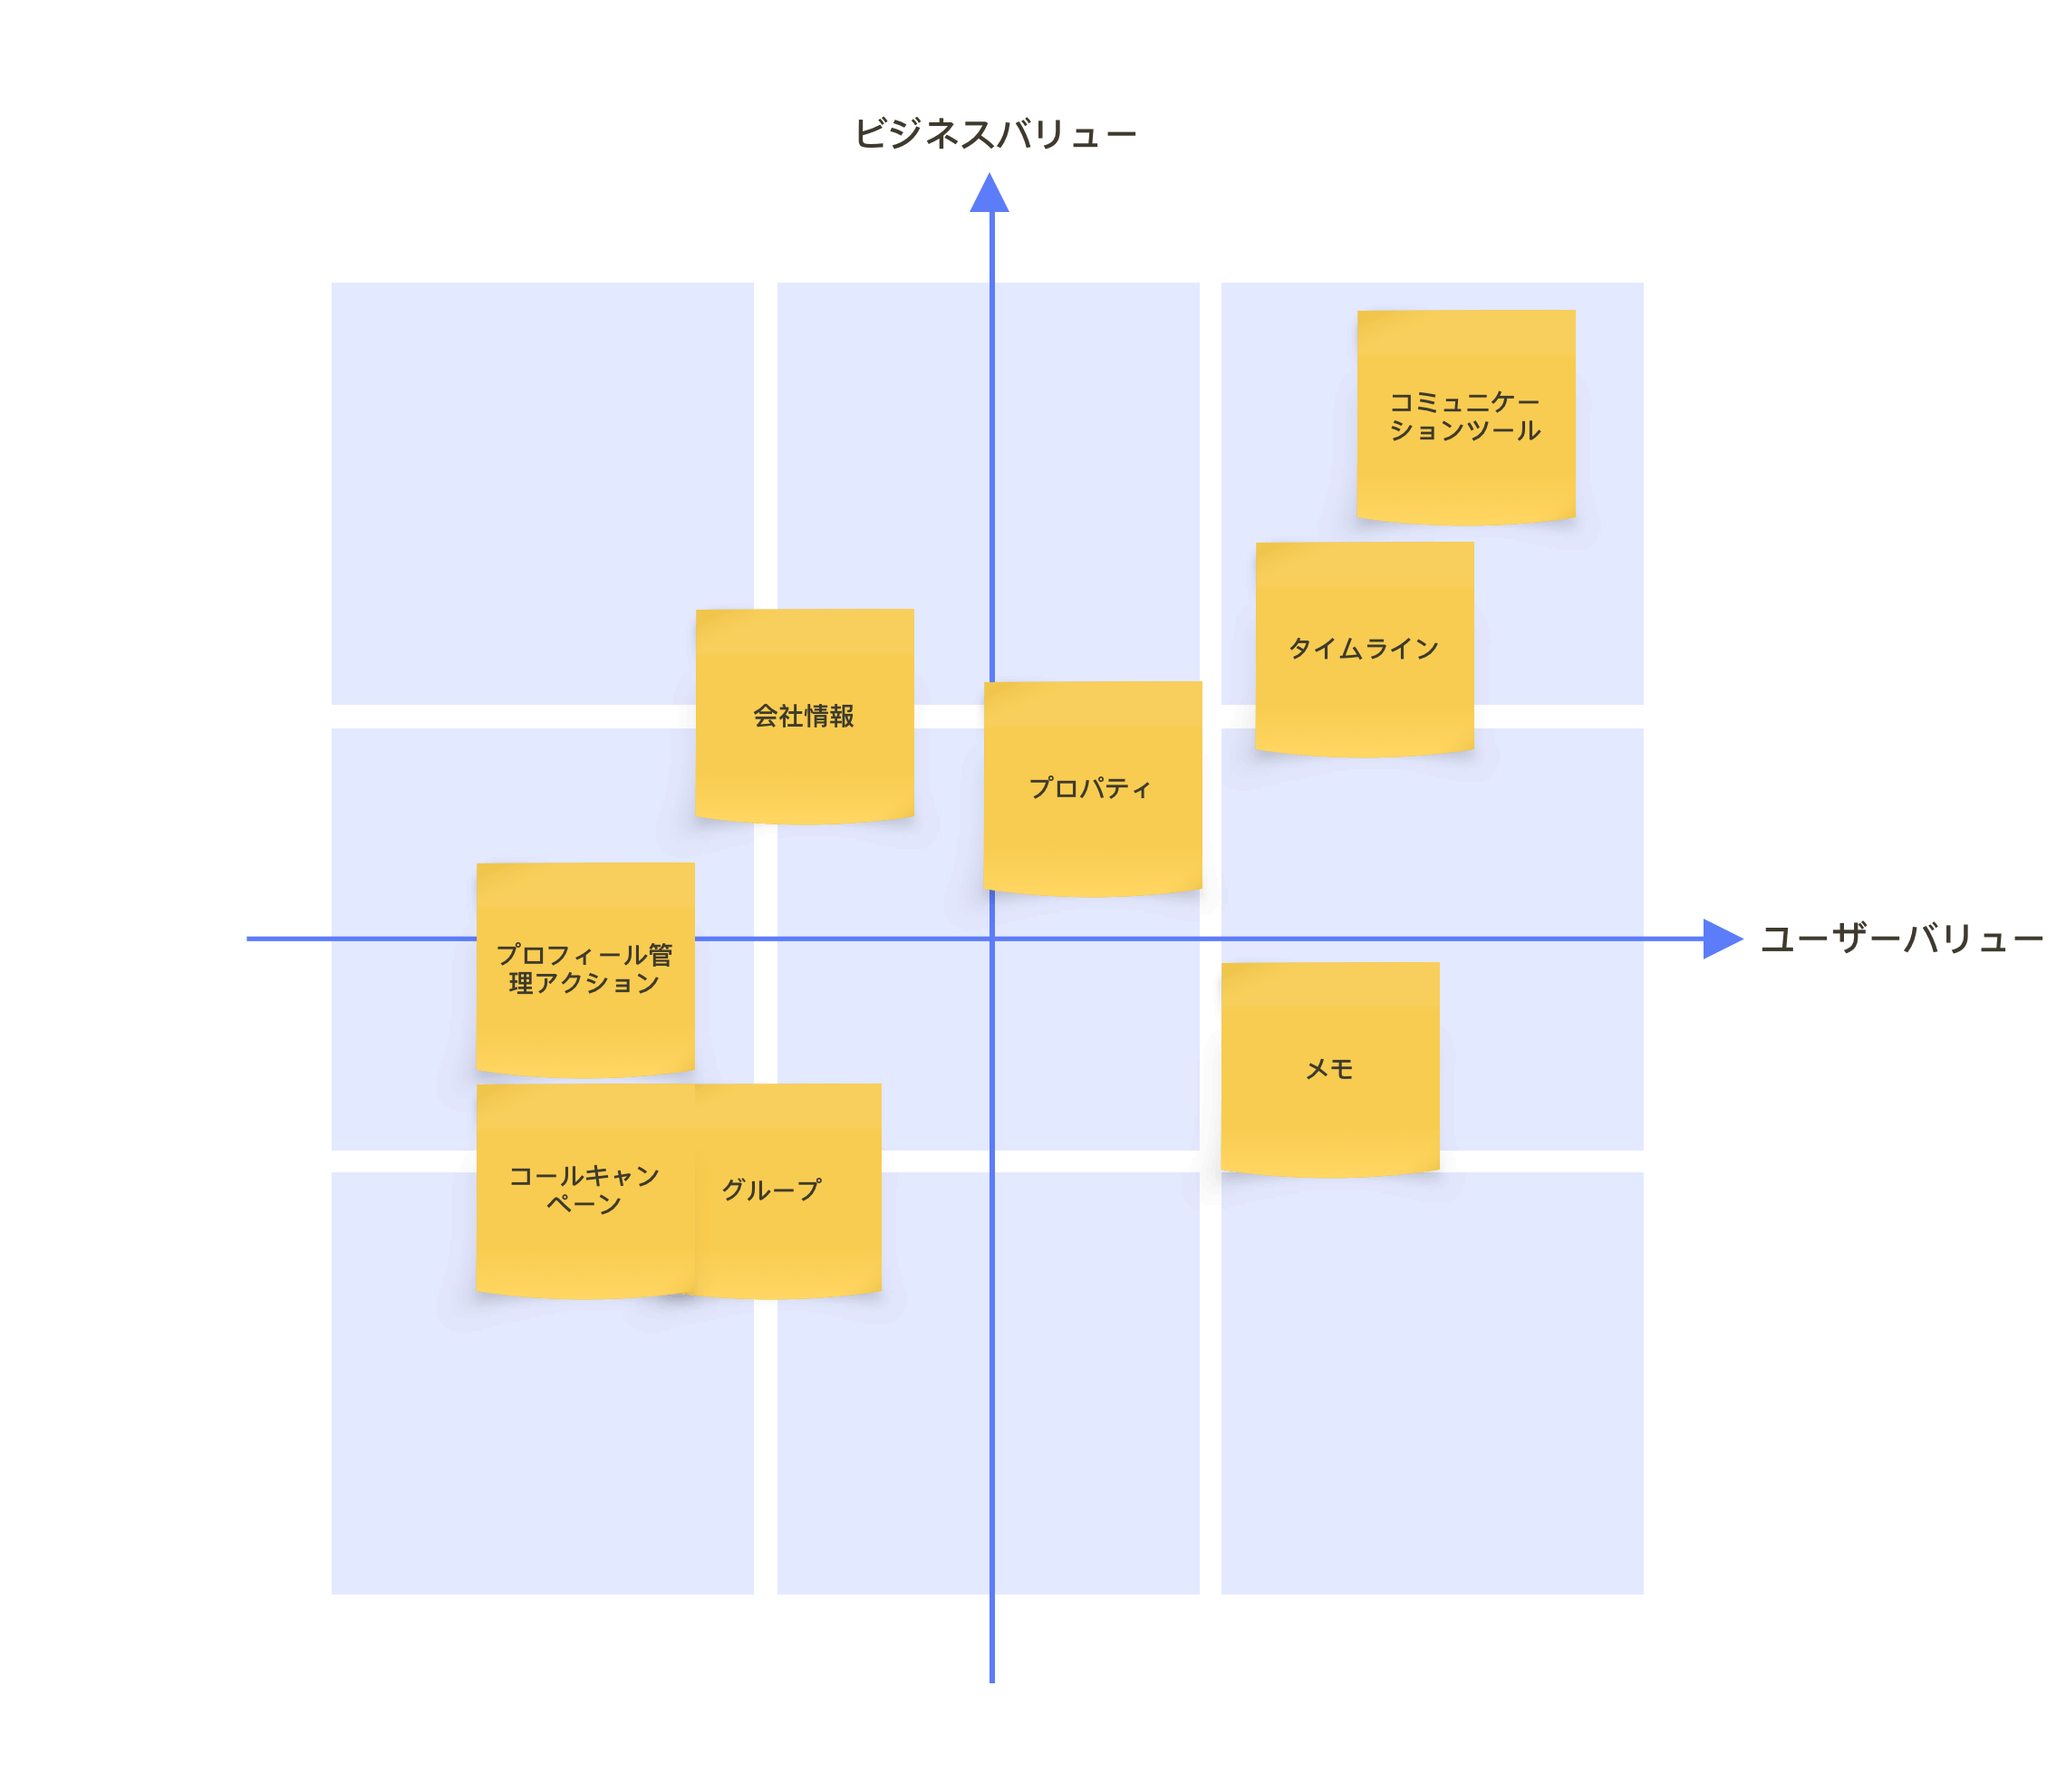 ビジネスバリュー
コミュニケー
ションツール
タイムライン
会社情報
プロパティ
ユーザーバリュー
プロフィール管
理アクション
メモ
コールキャン
ペーン
グループ